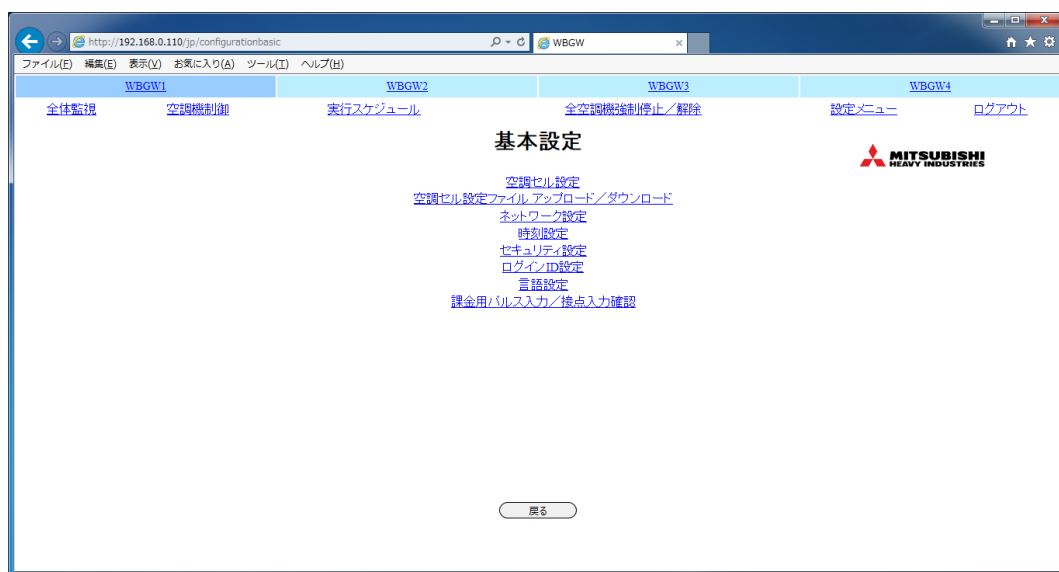 http://192.168.0.110/jp/configurationbasic WBGW
ファイル(F) 編集(E) 表示(V) お気に入り(A) ツール(T) ヘルプ(H)
WBGW1 WBGW2 WBGW3 WBGW4
全体監視 空調機制御 実行スケジュール 全空調機強制停止／解除 設定メニュー ログアウト
基本設定
MITSUBISHI
HEAVY INDUSTRIES
空調セル設定
空調セル設定ファイル アップロード／ダウンロード
ネットワーク設定
時刻設定
セキュリティ設定
ログインID設定
言語設定
課金用パルス入力／接点入力確認
戻る